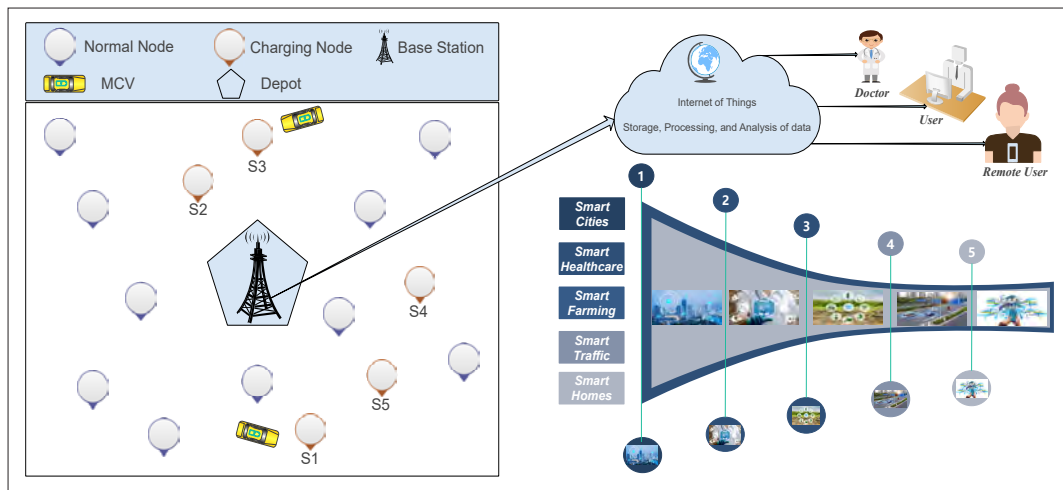 Normal Node
Charging Node
Base Station
MCV
Depot
S3
S2
S4
S5
S1
Internet of Things
Storage, Processing, and Analysis of data
Doctor
User
Remote User
1
2
3
4
5
Smart
Cities
Smart
Healthcare
Smart
Farming
Smart
Traffic
Smart
Homes